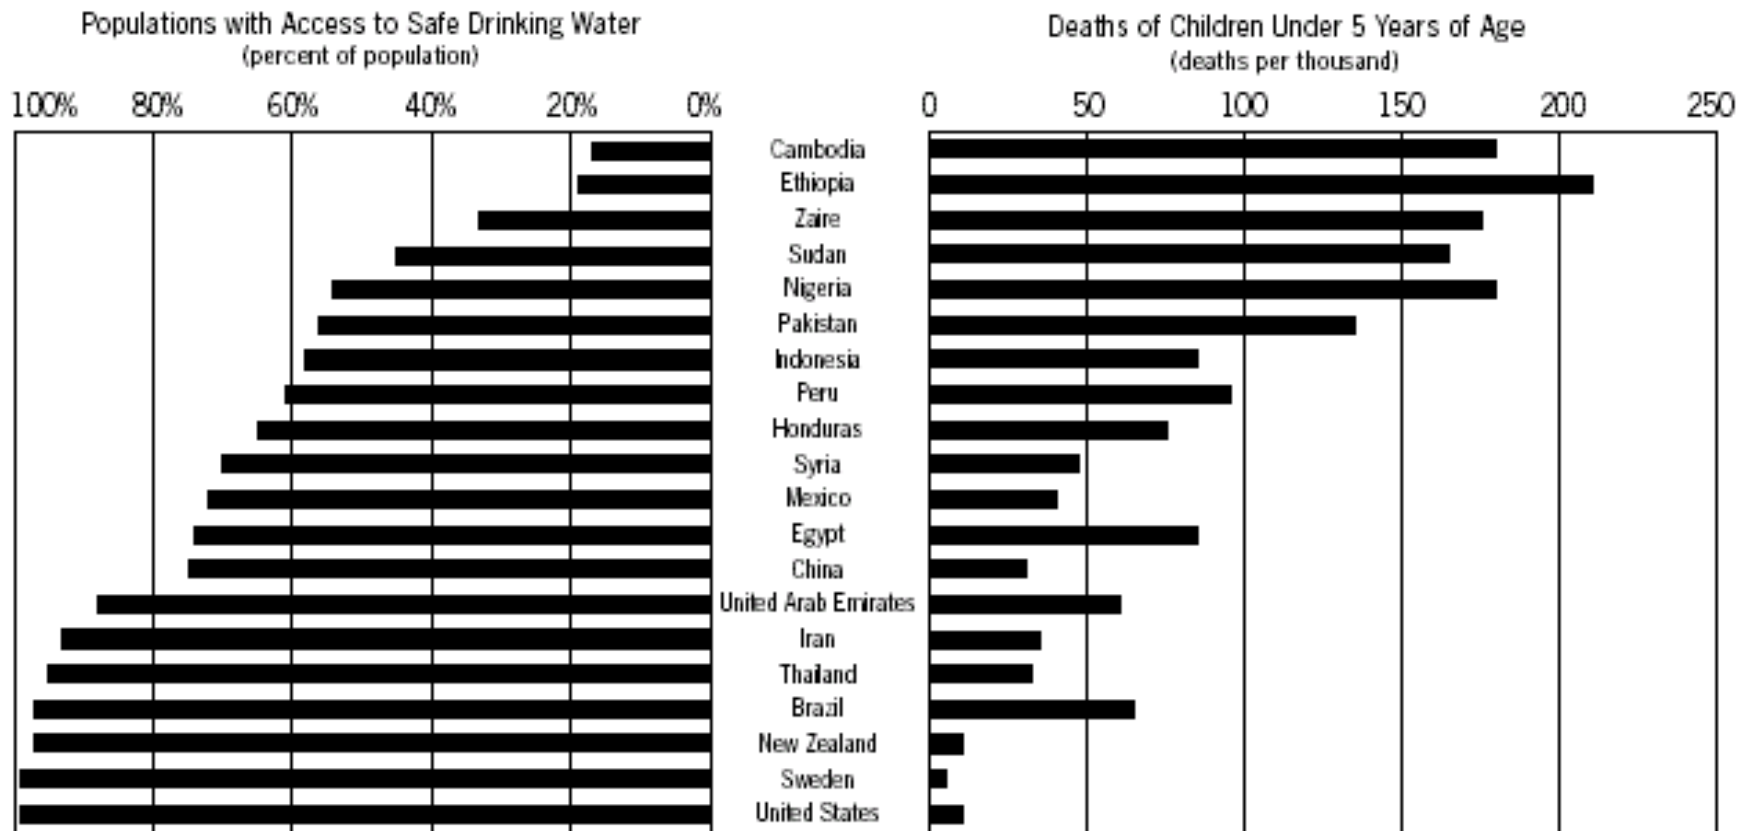 Populations with Access to Safe Drinking Water
(percent of population)
100% 80% 60% 40% 20% 0%
Deaths of Children Under 5 Years of Age
(deaths per thousand)
0 50 100 150 200 250
Cambodia
Ethiopia
Zaire
Sudan
Nigeria
Pakistan
Indonesia
Peru
Honduras
Syria
Mexico
Egypt
China
United Arab Emirates
Iran
Thailand
Brazil
New Zealand
Sweden
United States